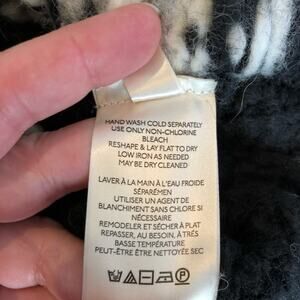 HAND WASH COLD SEPARATELY
USE ONLY NON-CHLORINE
BLEACH
RESHAPE & LAY FLAT TO DRY
LOW IRON AS NEEDED
MAY BE DRY CLEANED
LAVER À LA MAIN À L'EAU FROIDE
SÉPARÉMEN
UTILISER UN AGENT DE
BLANCHIMENT SANS CHLORE SI
NÉCESSAIRE
REMODELER ET SÉCHER À PLAT
REPASSER, AU BESOIN, À TRÈS
BASSE TEMPÉRATURE
PEUT-ÊTRE ÊTRE NETTOYÉ SEC
P